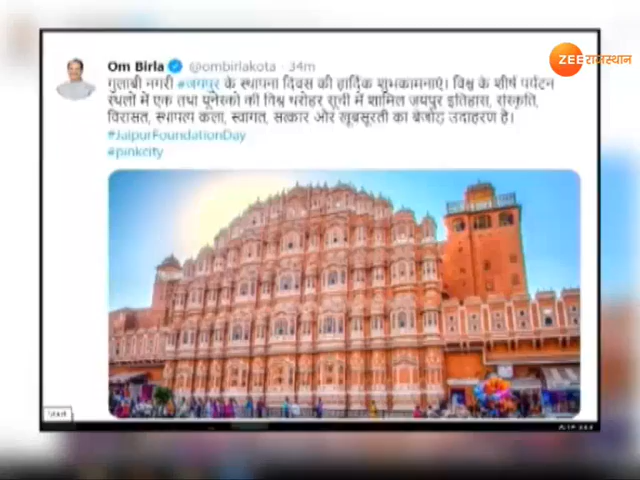 ZEE राजस्थान
Om Birla @ombirlakota · 34m
गुलाबी नगरी #जयपुर के स्थापना दिवस की हार्दिक शुभकामनाएं। विश्व के शीर्ष पर्यटन
स्थलों में एक तथा यूनेस्को की विश्व धरोहर सूची में शामिल जयपुर इतिहास, संस्कृति,
विरासत, स्थापत्य कला, स्वागत, सत्कार और खूबसूरती का बेजोड़ उदाहरण है।
#JaipurFoundationDay
#pinkcity